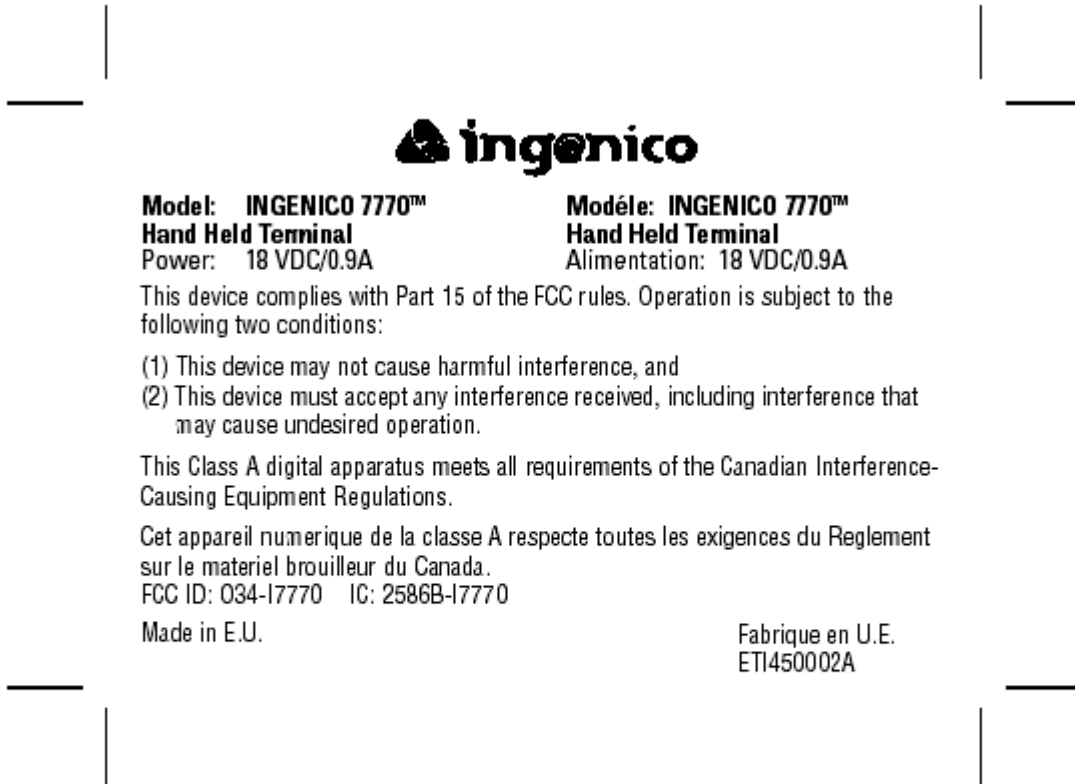 ingenico
Model: INGENICO 7770™
Hand Held Terminal
Power: 18 VDC/0.9A
Modéle: INGENICO 7770™
Hand Held Terminal
Alimentation: 18 VDC/0.9A
This device complies with Part 15 of the FCC rules. Operation is subject to the
following two conditions:
(1) This device may not cause harmful interference, and
(2) This device must accept any interference received, including interference that
may cause undesired operation.
This Class A digital apparatus meets all requirements of the Canadian Interference-
Causing Equipment Regulations.
Cet appareil numerique de la classe A respecte toutes les exigences du Reglement
sur le materiel brouilleur du Canada.
FCC ID: O34-I7770 IC: 2586B-I7770
Made in E.U.
Fabrique en U.E.
ETI450002A